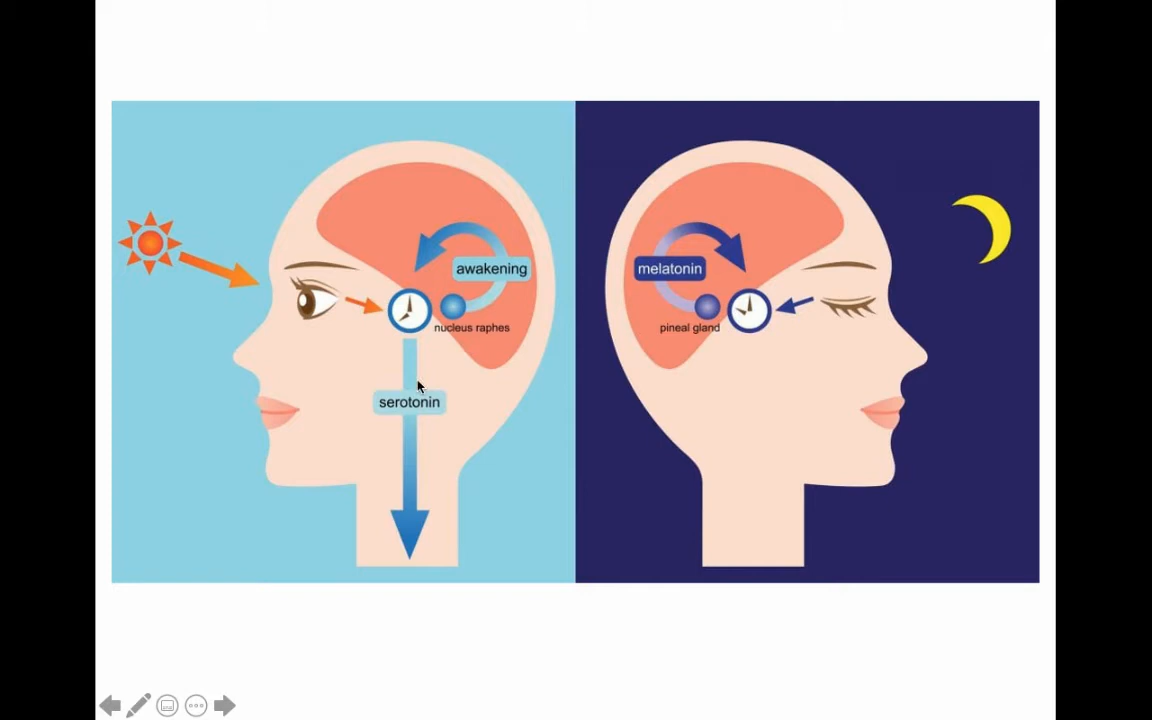 awakening
nucleus raphes
serotonin
melatonin
pineal gland